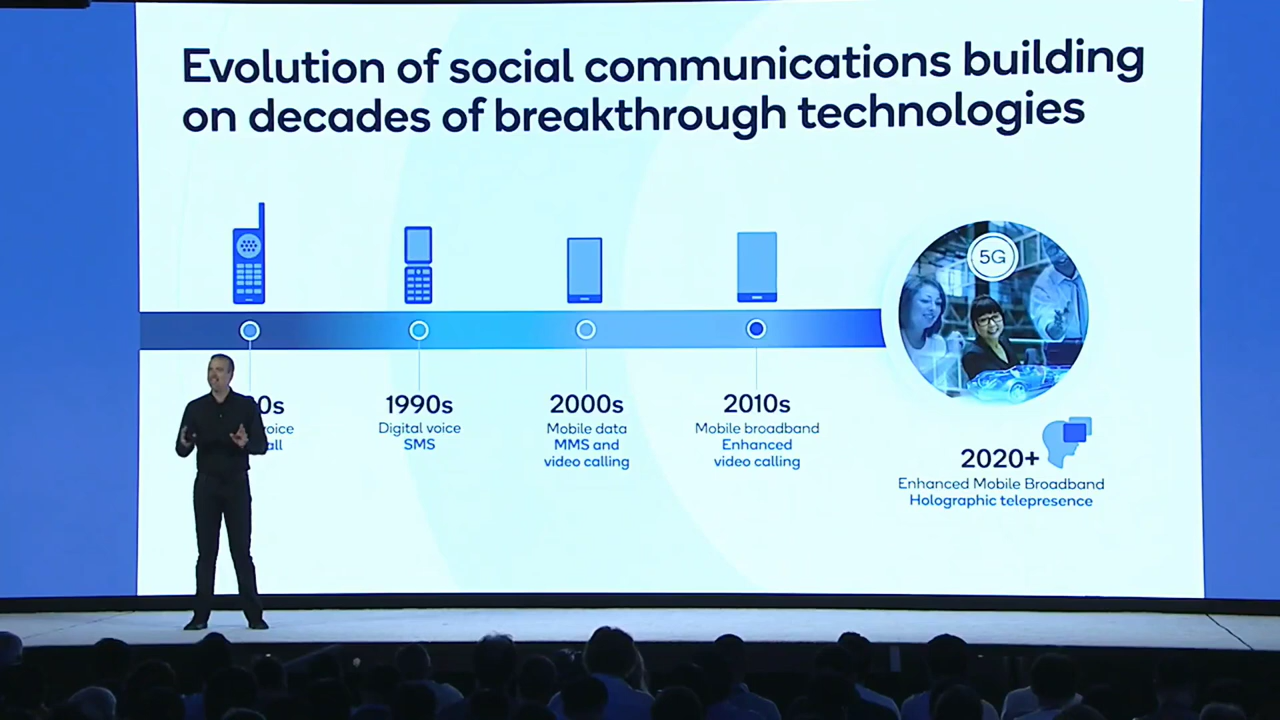 Evolution of social communications building
on decades of breakthrough technologies
5G
0s
voice
all
1990s
Digital voice
SMS
2000s
Mobile data
MMS and
video calling
2010s
Mobile broadband
Enhanced
video calling
2020+
Enhanced Mobile Broadband
Holographic telepresence